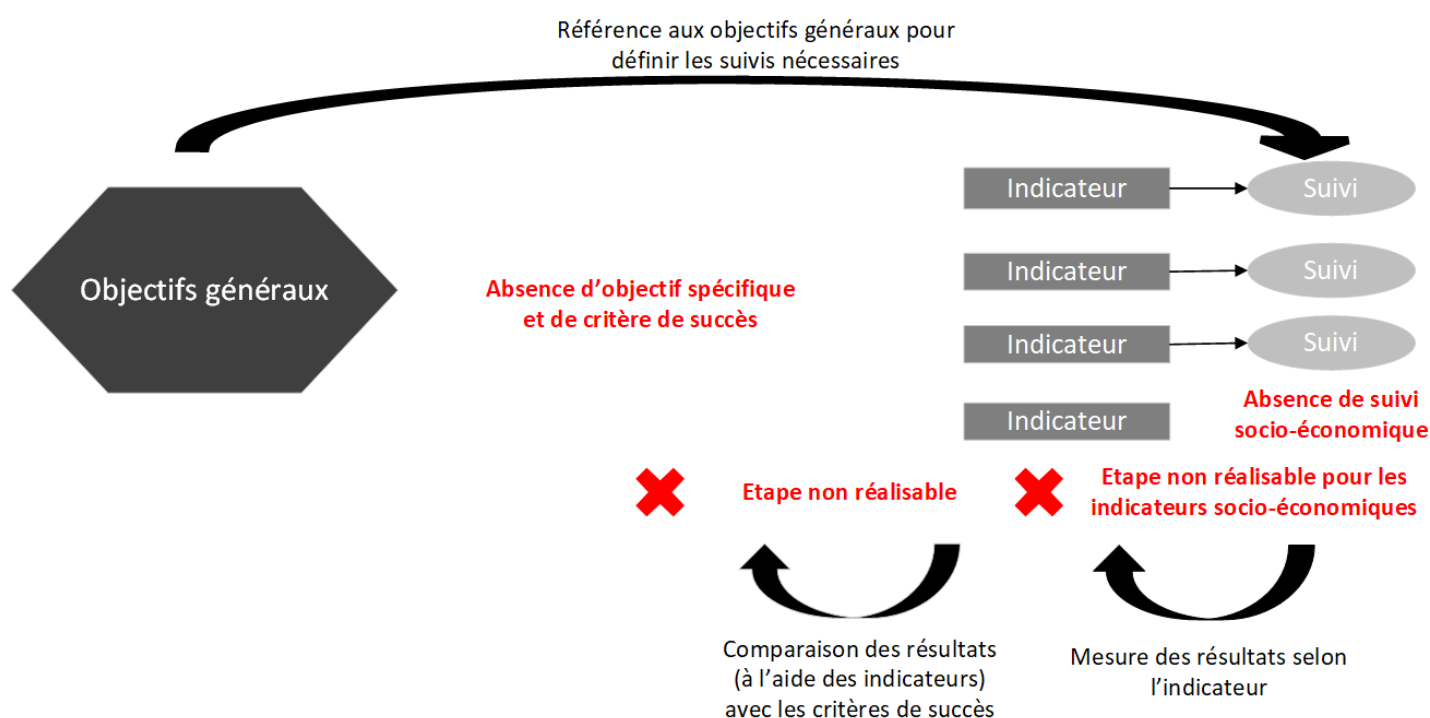 Référence aux objectifs généraux pour
définir les suivis nécessaires
Indicateur
Suivi
Objectifs généraux
Absence d'objectif spécifique
et de critère de succès
Indicateur
Suivi
Indicateur
Suivi
Indicateur
Absence de suivi
socio-économique
Etape non réalisable
Etape non réalisable pour les
indicateurs socio-économiques
Comparaison des résultats
(à l'aide des indicateurs)
avec les critères de succès
Mesure des résultats selon
l'indicateur